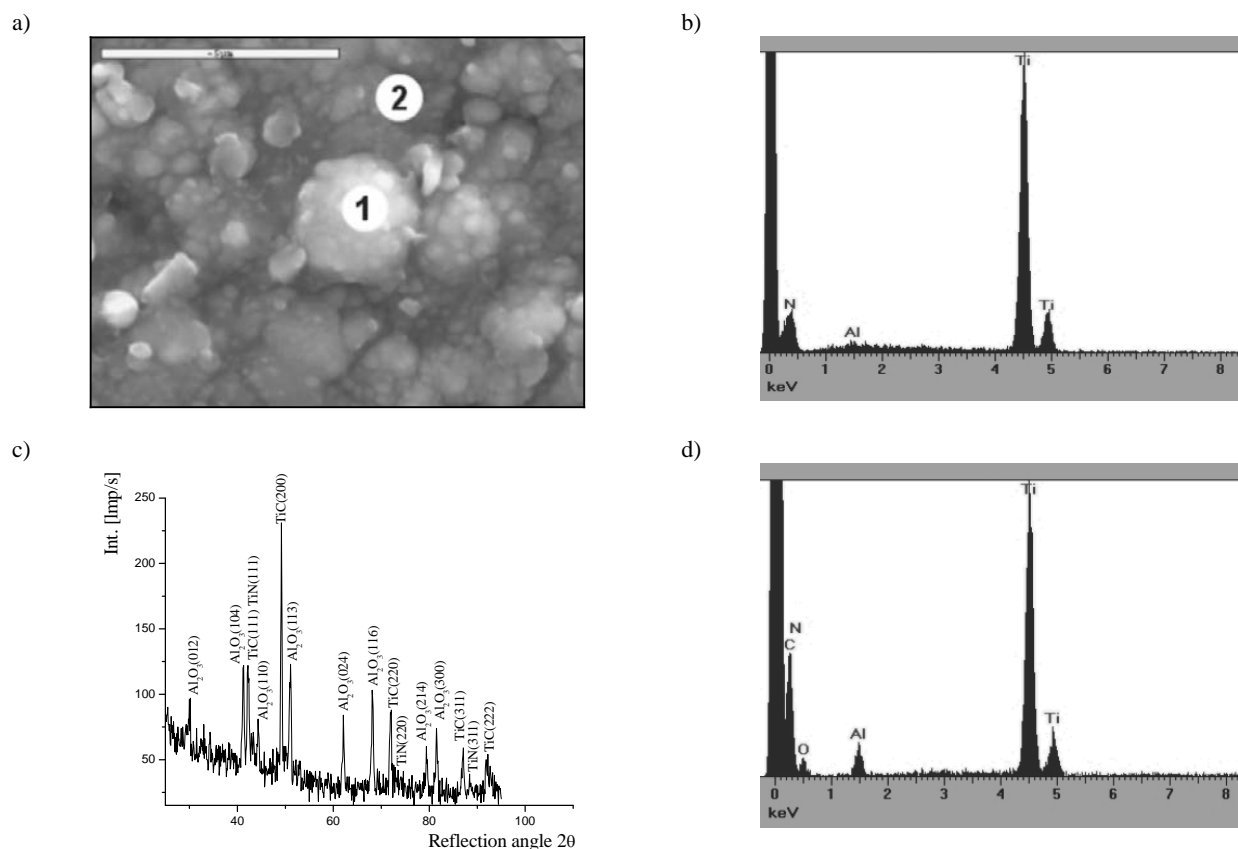 a)
5µm
2
1
b)
Ti
N
Al
Ti
0 1 2 3 4 5 6 7 8
keV
c)
Int. [Imp/s]
250
200
150
100
50
Al₂O₃(012)
Al₂O₃(104)
TiC(111) TiN(111)
Al₂O₃(110)
TiC(200)
Al₂O₃(113)
Al₂O₃(024)
Al₂O₃(116)
TiC(220)
TiN(220)
Al₂O₃(214)
Al₂O₃(300)
TiC(311)
TiN(311)
TiC(222)
40 60 80 100
Reflection angle 2θ
d)
Ti
N
C
O
Al
Ti
0 1 2 3 4 5 6 7 8
keV